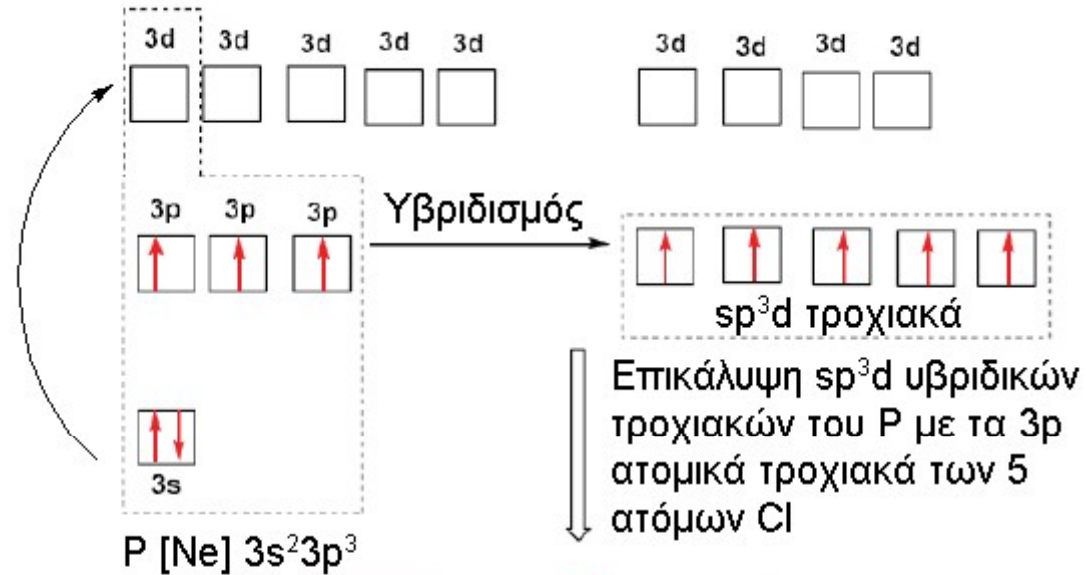 3d 3d 3d 3d 3d
3d 3d 3d 3d
3p 3p 3p
Υβριδισμός
sp³d τροχιακά
3s
P [Ne] 3s²3p³
Επικάλυψη sp³d υβριδικών
τροχιακών του P με τα 3p
ατομικά τροχιακά των 5
ατόμων Cl